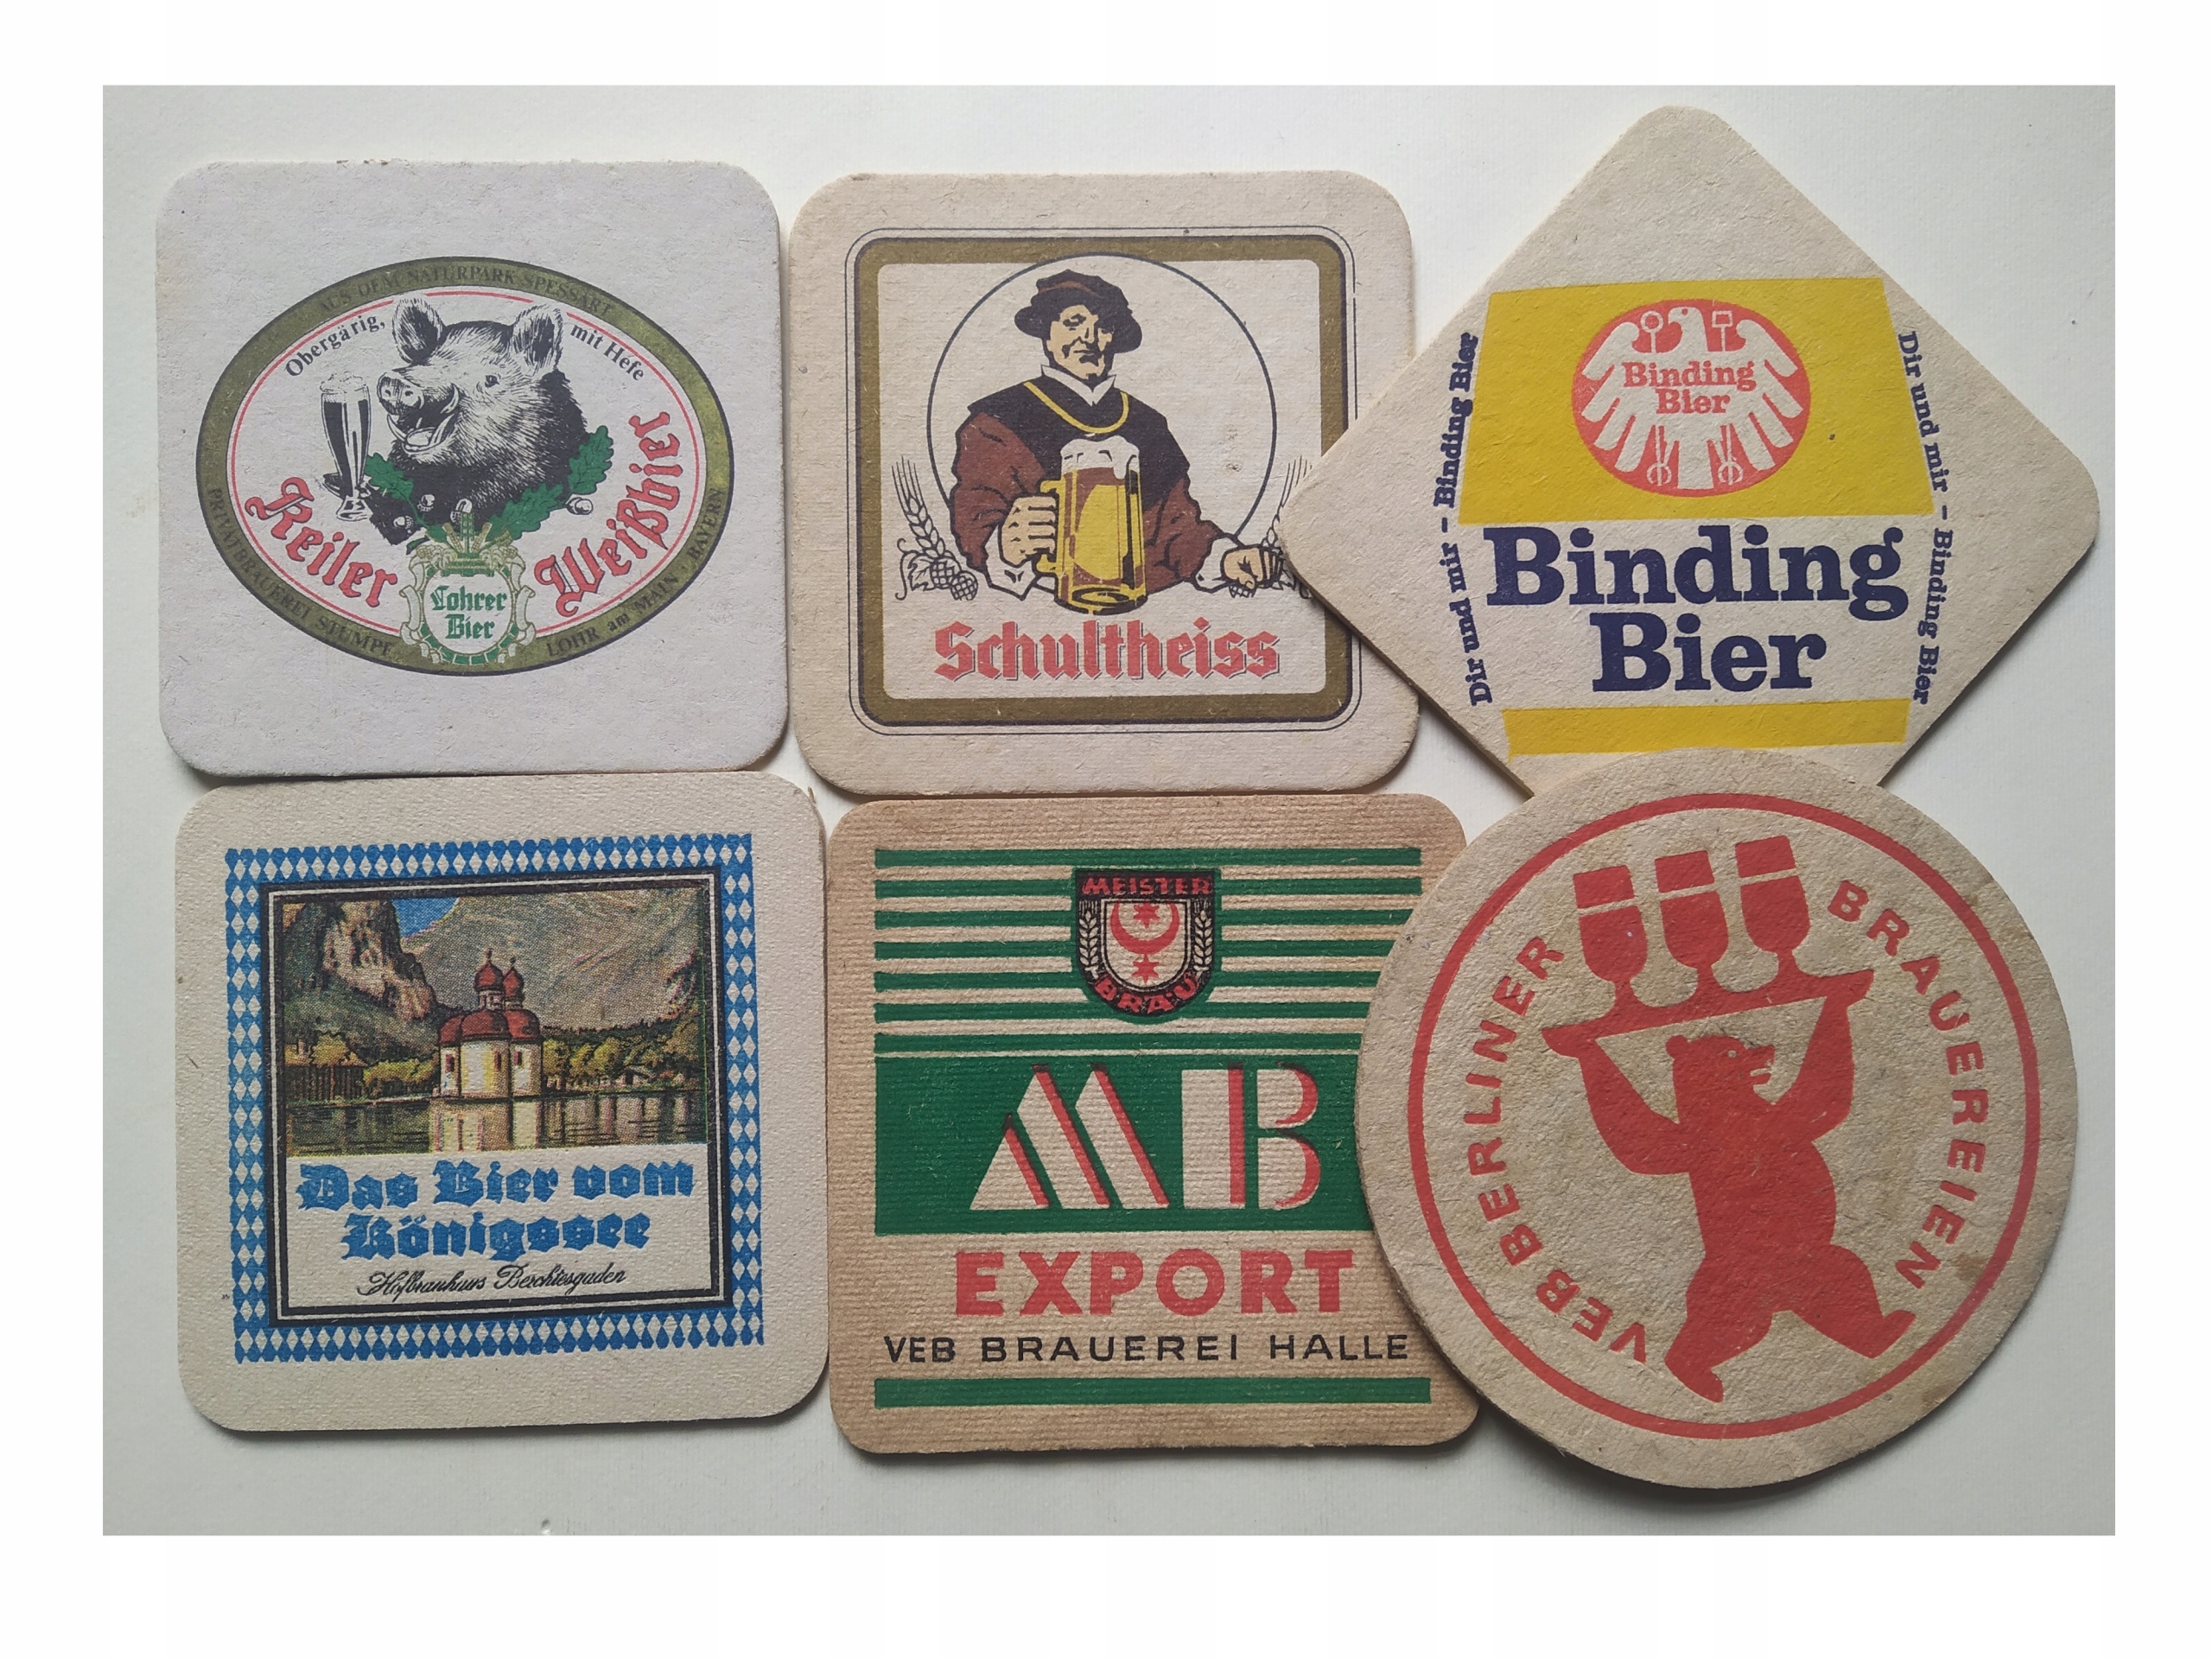 AUS DEM NATURPARK SPESSART
Obergärig, mit Hefe
Keiler Weißbier
Lohrer
Bier
PRIVATBRAUEREI STUMPF LOHR am MAIN · BAYERN
Schultheiss
Binding
Bier
Dir und mir – Binding Bier
Dir und mir – Binding Bier
Binding
Bier
Das Bier vom
Königssee
Hofbrauhaus Berchtesgaden
MEISTER
BRÄU
MB
EXPORT
VEB BRAUEREI HALLE
VEB BERLINER BRAUEREIEN